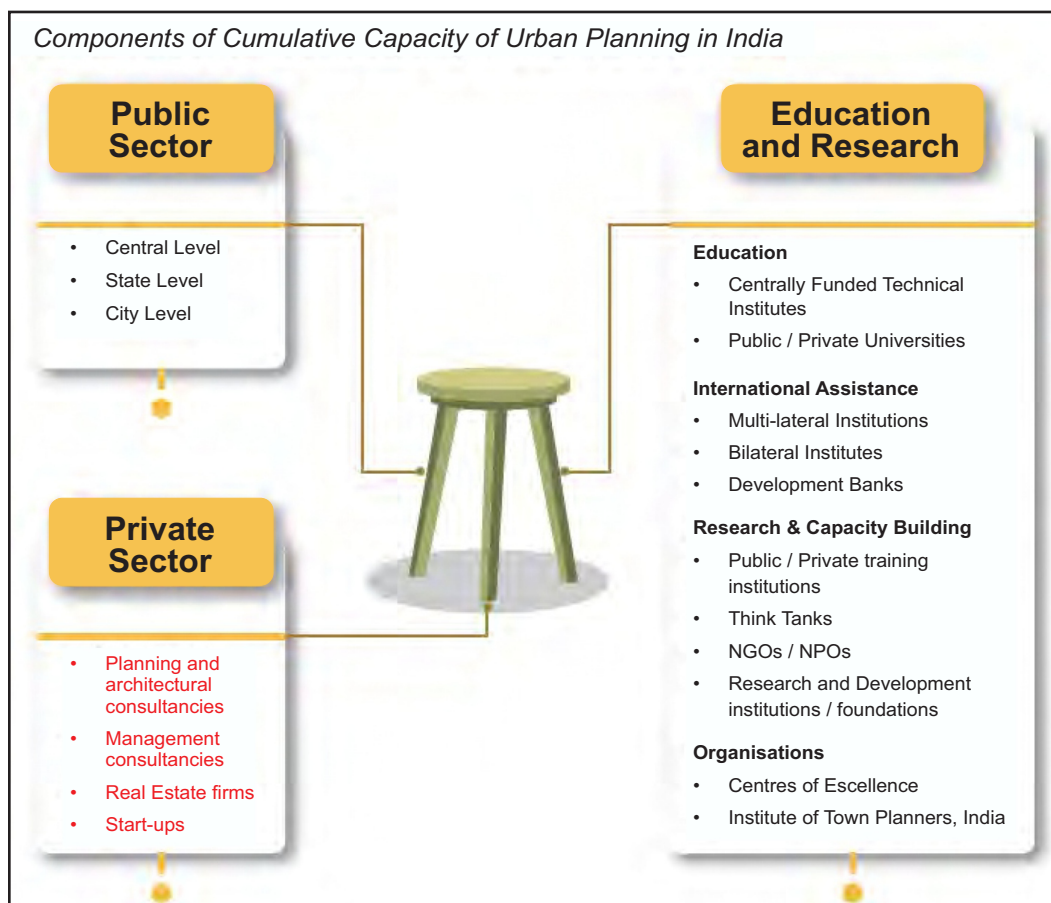 Components of Cumulative Capacity of Urban Planning in India
Public
Sector
• Central Level
• State Level
• City Level
Private
Sector
• Planning and
architectural
consultancies
• Management
consultancies
• Real Estate firms
• Start-ups
Education
and Research
Education
• Centrally Funded Technical
Institutes
• Public / Private Universities
International Assistance
• Multi-lateral Institutions
• Bilateral Institutes
• Development Banks
Research & Capacity Building
• Public / Private training
institutions
• Think Tanks
• NGOs / NPOs
• Research and Development
institutions / foundations
Organisations
• Centres of Excellence
• Institute of Town Planners, India